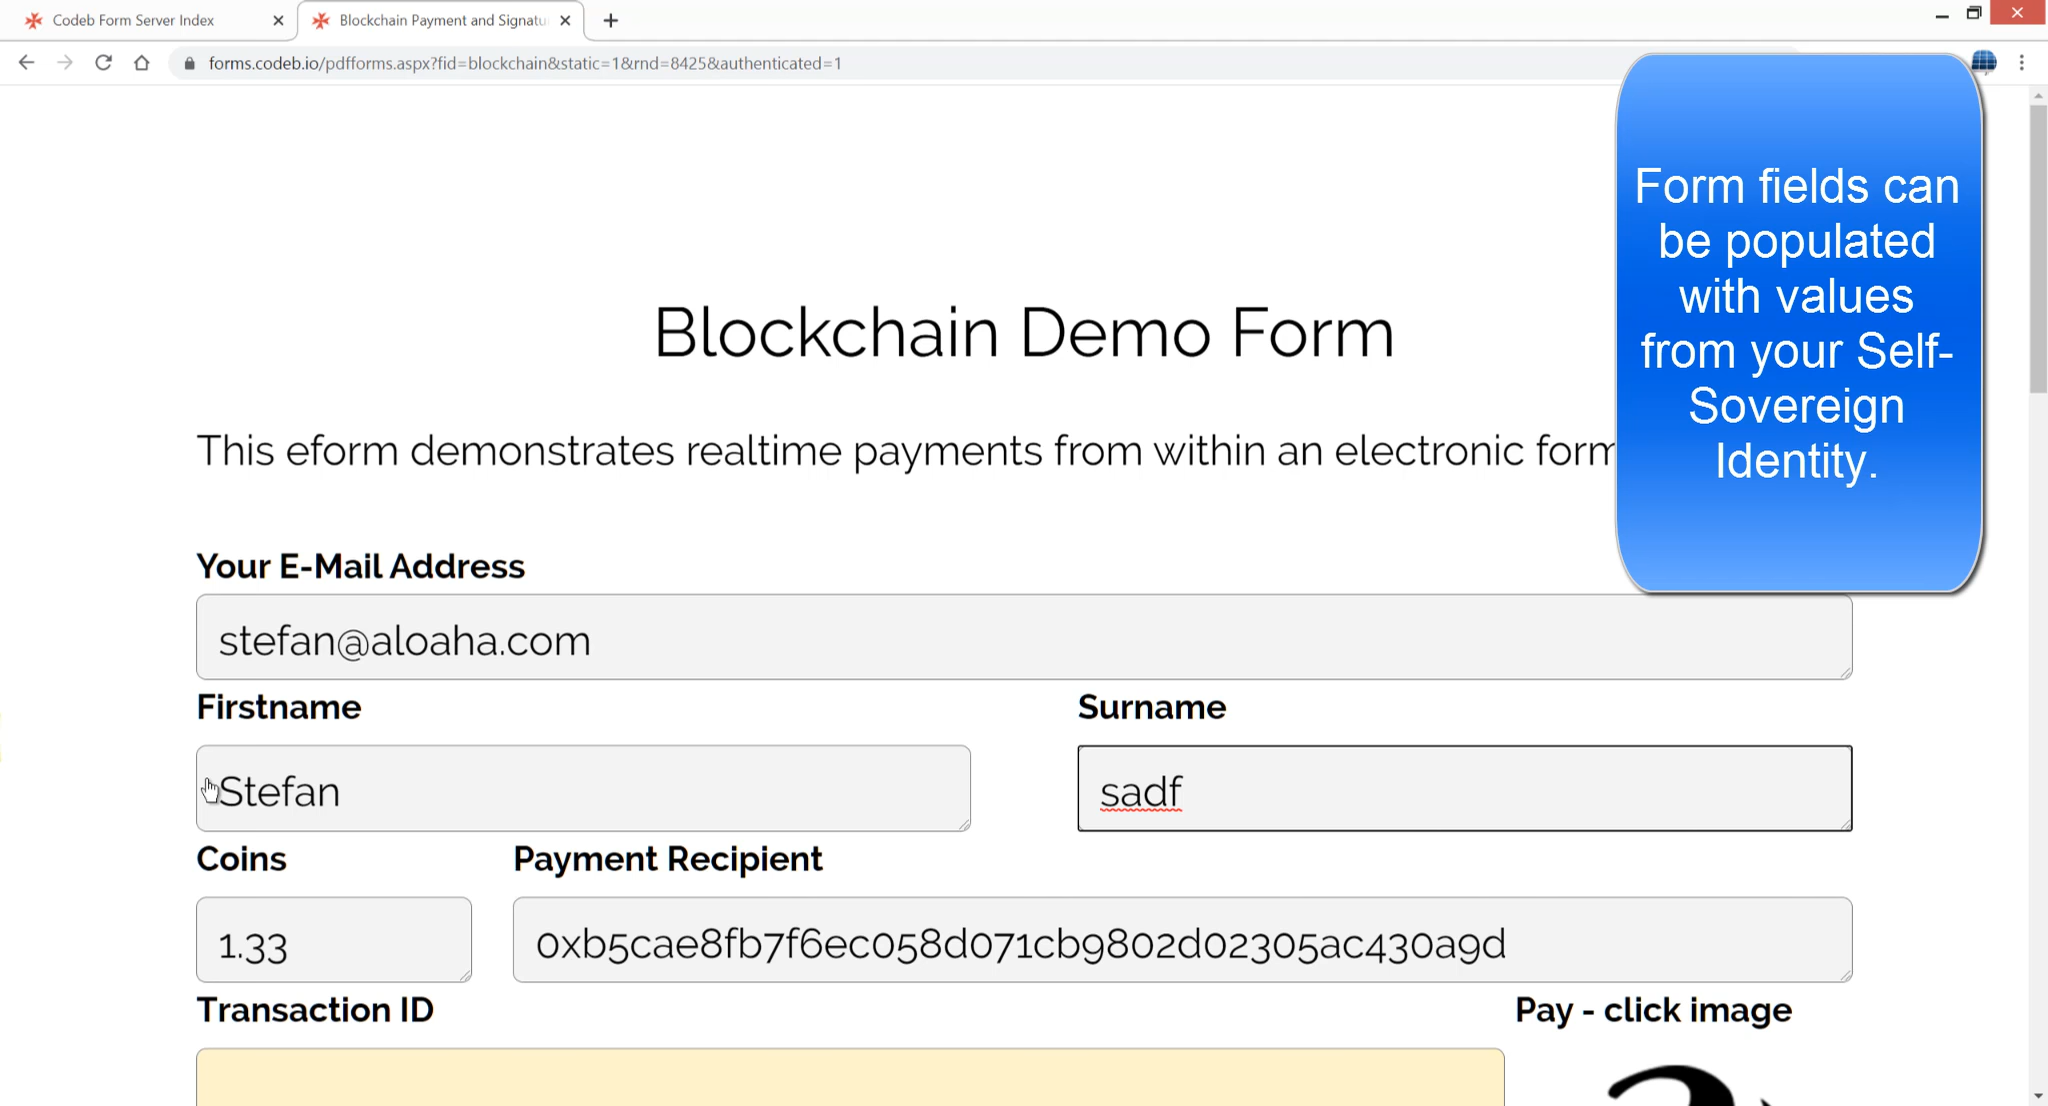 Codeb Form Server Index
Blockchain Payment and Signatu
forms.codeb.io/pdfforms.aspx?fid=blockchain&static=1&rnd=8425&authenticated=1
Form fields can
be populated
with values
from your Self-
Sovereign
Identity.
Blockchain Demo Form
This eform demonstrates realtime payments from within an electronic form
Your E-Mail Address
stefan@aloaha.com
Firstname
Surname
Stefan
sadf
Coins
Payment Recipient
1.33
0xb5cae8fb7f6ec058d071cb9802d02305ac430a9d
Transaction ID
Pay - click image